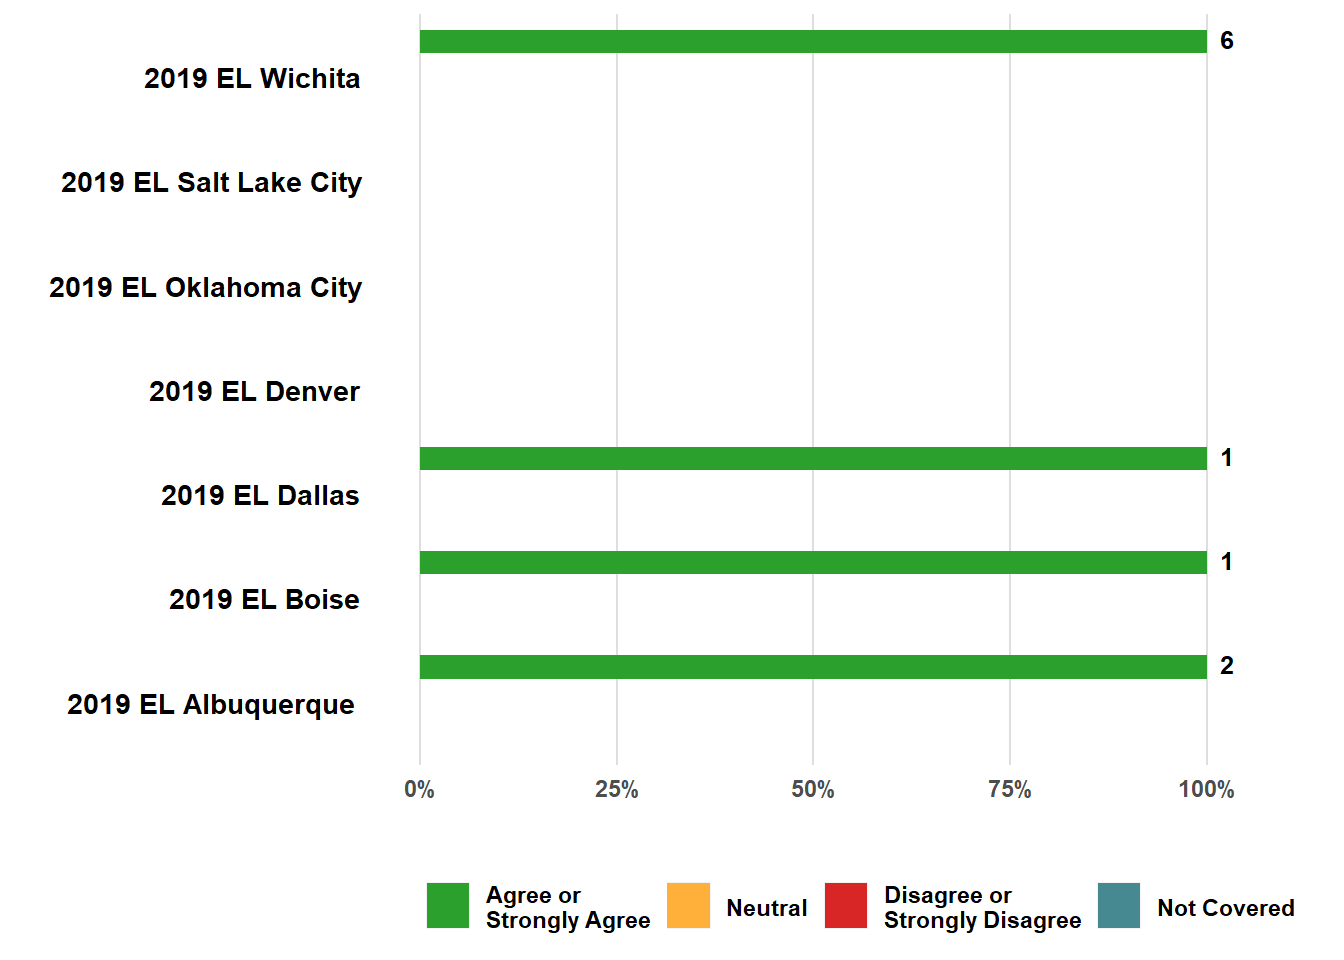 6
2019 EL Wichita
2019 EL Salt Lake City
2019 EL Oklahoma City
2019 EL Denver
1
2019 EL Dallas
1
2019 EL Boise
2
2019 EL Albuquerque
0% 25% 50% 75% 100%
Agree or
Strongly Agree
Neutral
Disagree or
Strongly Disagree
Not Covered